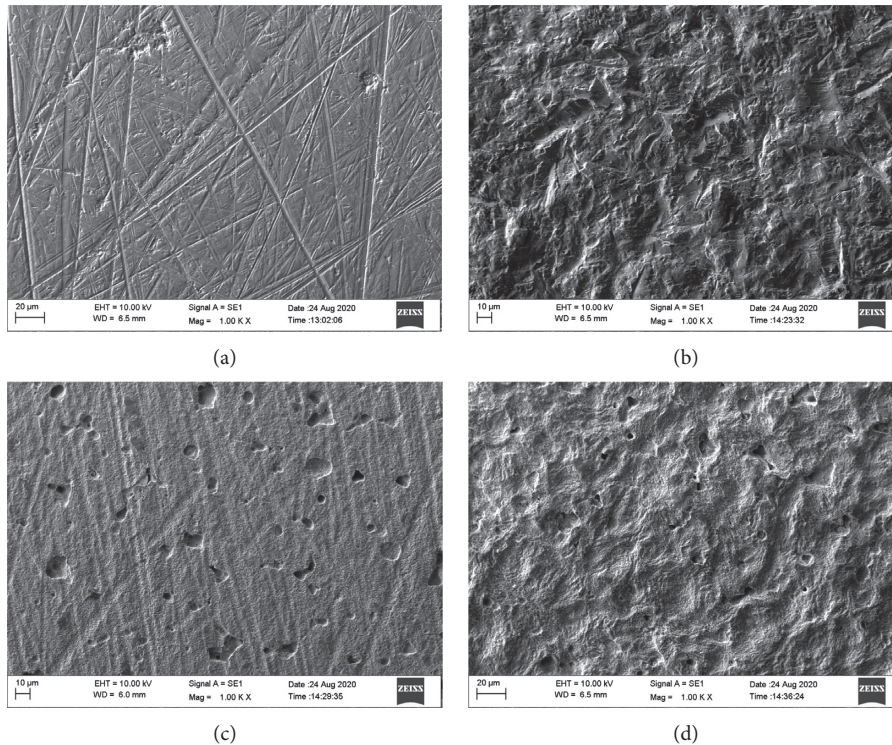 20 µm EHT = 10.00 kV Signal A = SE1 Date :24 Aug 2020 ZEISS
WD = 6.5 mm Mag = 1.00 K X Time :13:02:06
(a)
10 µm EHT = 10.00 kV Signal A = SE1 Date :24 Aug 2020 ZEISS
WD = 6.5 mm Mag = 1.00 K X Time :14:23:32
(b)
10 µm EHT = 10.00 kV Signal A = SE1 Date :24 Aug 2020 ZEISS
WD = 6.0 mm Mag = 1.00 K X Time :14:29:35
(c)
20 µm EHT = 10.00 kV Signal A = SE1 Date :24 Aug 2020 ZEISS
WD = 6.5 mm Mag = 1.00 K X Time :14:36:24
(d)